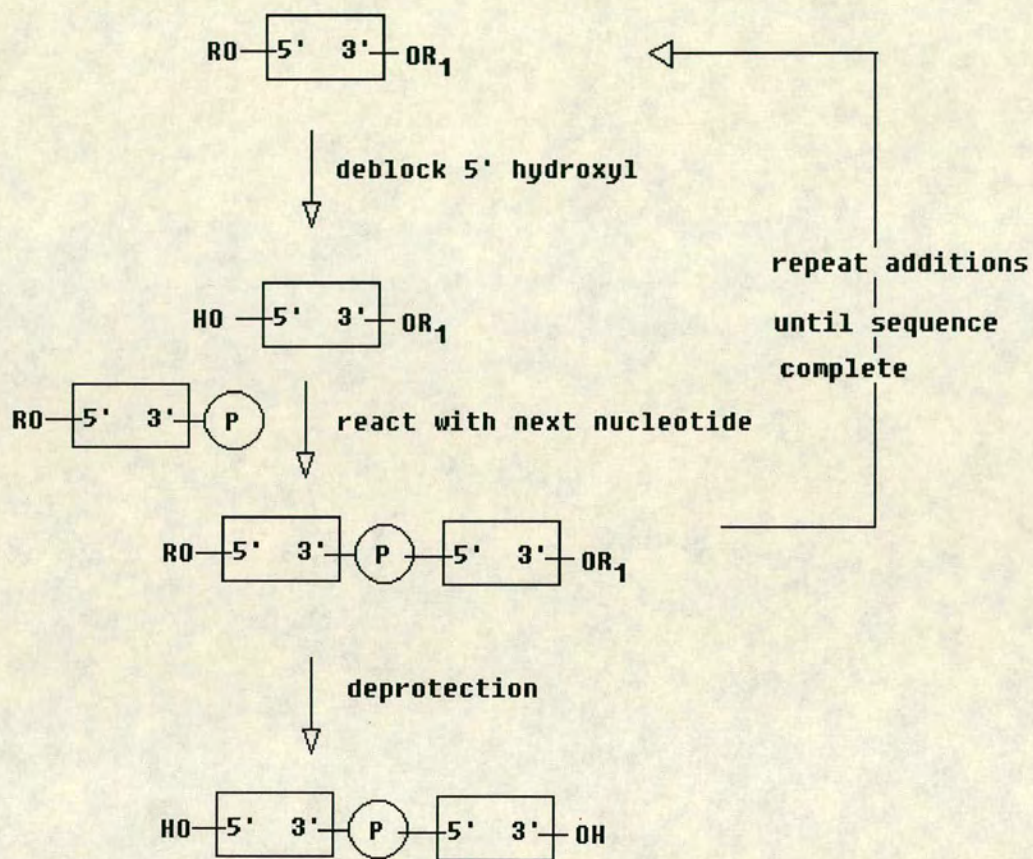 RO 5' 3' OR1
deblock 5' hydroxyl
HO 5' 3' OR1
RO 5' 3' P
react with next nucleotide
repeat additions
until sequence
complete
RO 5' 3' P 5' 3' OR1
deprotection
HO 5' 3' P 5' 3' OH